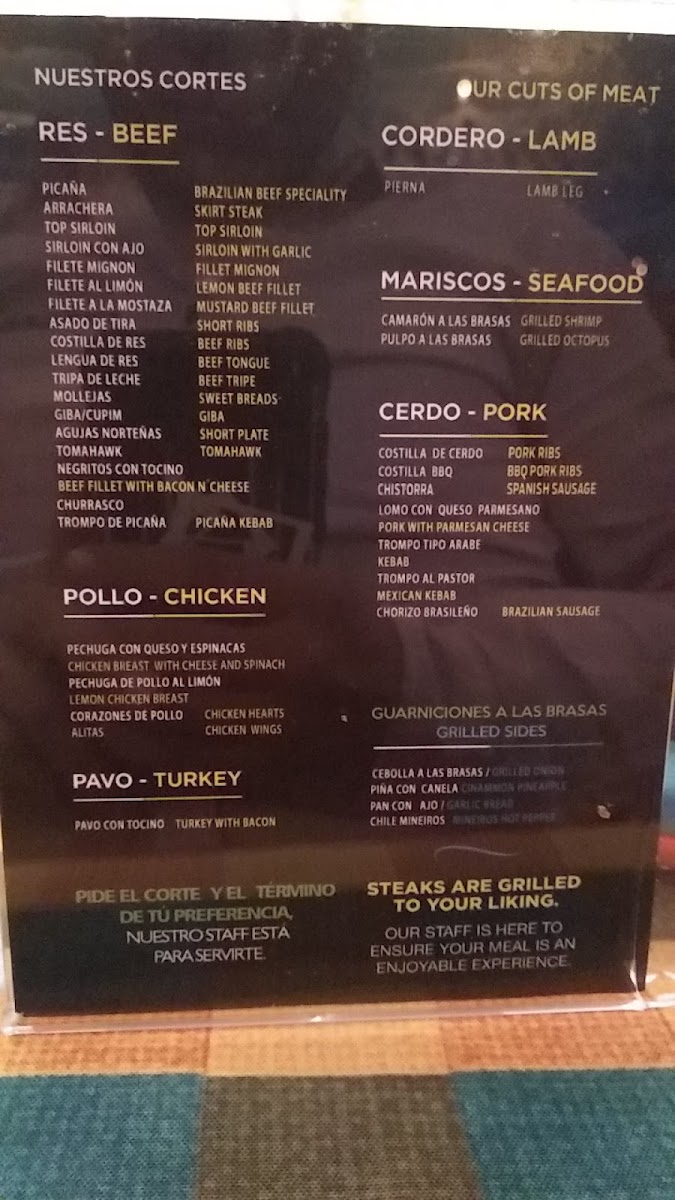 NUESTROS CORTES
OUR CUTS OF MEAT
RES - BEEF
PICAÑA BRAZILIAN BEEF SPECIALITY
ARRACHERA SKIRT STEAK
TOP SIRLOIN TOP SIRLOIN
SIRLOIN CON AJO SIRLOIN WITH GARLIC
FILETE MIGNON FILLET MIGNON
FILETE AL LIMÓN LEMON BEEF FILLET
FILETE A LA MOSTAZA MUSTARD BEEF FILLET
ASADO DE TIRA SHORT RIBS
COSTILLA DE RES BEEF RIBS
LENGUA DE RES BEEF TONGUE
TRIPA DE LECHE BEEF TRIPE
MOLLEJAS SWEET BREADS
GIBA/CUPIM GIBA
AGUJAS NORTEÑAS SHORT PLATE
TOMAHAWK TOMAHAWK
NEGRITOS CON TOCINO
BEEF FILLET WITH BACON N´CHEESE
CHURRASCO
TROMPO DE PICAÑA PICAÑA KEBAB
POLLO - CHICKEN
PECHUGA CON QUESO Y ESPINACAS
CHICKEN BREAST WITH CHEESE AND SPINACH
PECHUGA DE POLLO AL LIMÓN
LEMON CHICKEN BREAST
CORAZONES DE POLLO CHICKEN HEARTS
ALITAS CHICKEN WINGS
PAVO - TURKEY
PAVO CON TOCINO TURKEY WITH BACON
PIDE EL CORTE Y EL TÉRMINO
DE TÚ PREFERENCIA,
NUESTRO STAFF ESTÁ
PARA SERVIRTE.
CORDERO - LAMB
PIERNA LAMB LEG
MARISCOS - SEAFOOD
CAMARÓN A LAS BRASAS GRILLED SHRIMP
PULPO A LAS BRASAS GRILLED OCTOPUS
CERDO - PORK
COSTILLA DE CERDO PORK RIBS
COSTILLA BBQ BBQ PORK RIBS
CHISTORRA SPANISH SAUSAGE
LOMO CON QUESO PARMESANO
PORK WITH PARMESAN CHEESE
TROMPO TIPO ARABE
KEBAB
TROMPO AL PASTOR
MEXICAN KEBAB
CHORIZO BRASILEÑO BRAZILIAN SAUSAGE
GUARNICIONES A LAS BRASAS
GRILLED SIDES
CEBOLLA A LAS BRASAS / GRILLED ONION
PIÑA CON CANELA CINAMMON PINEAPPLE
PAN CON AJO / GARLIC BREAD
CHILE MINEIROS MINEIROS HOT PEPPER
STEAKS ARE GRILLED
TO YOUR LIKING.
OUR STAFF IS HERE TO
ENSURE YOUR MEAL IS AN
ENJOYABLE EXPERIENCE.